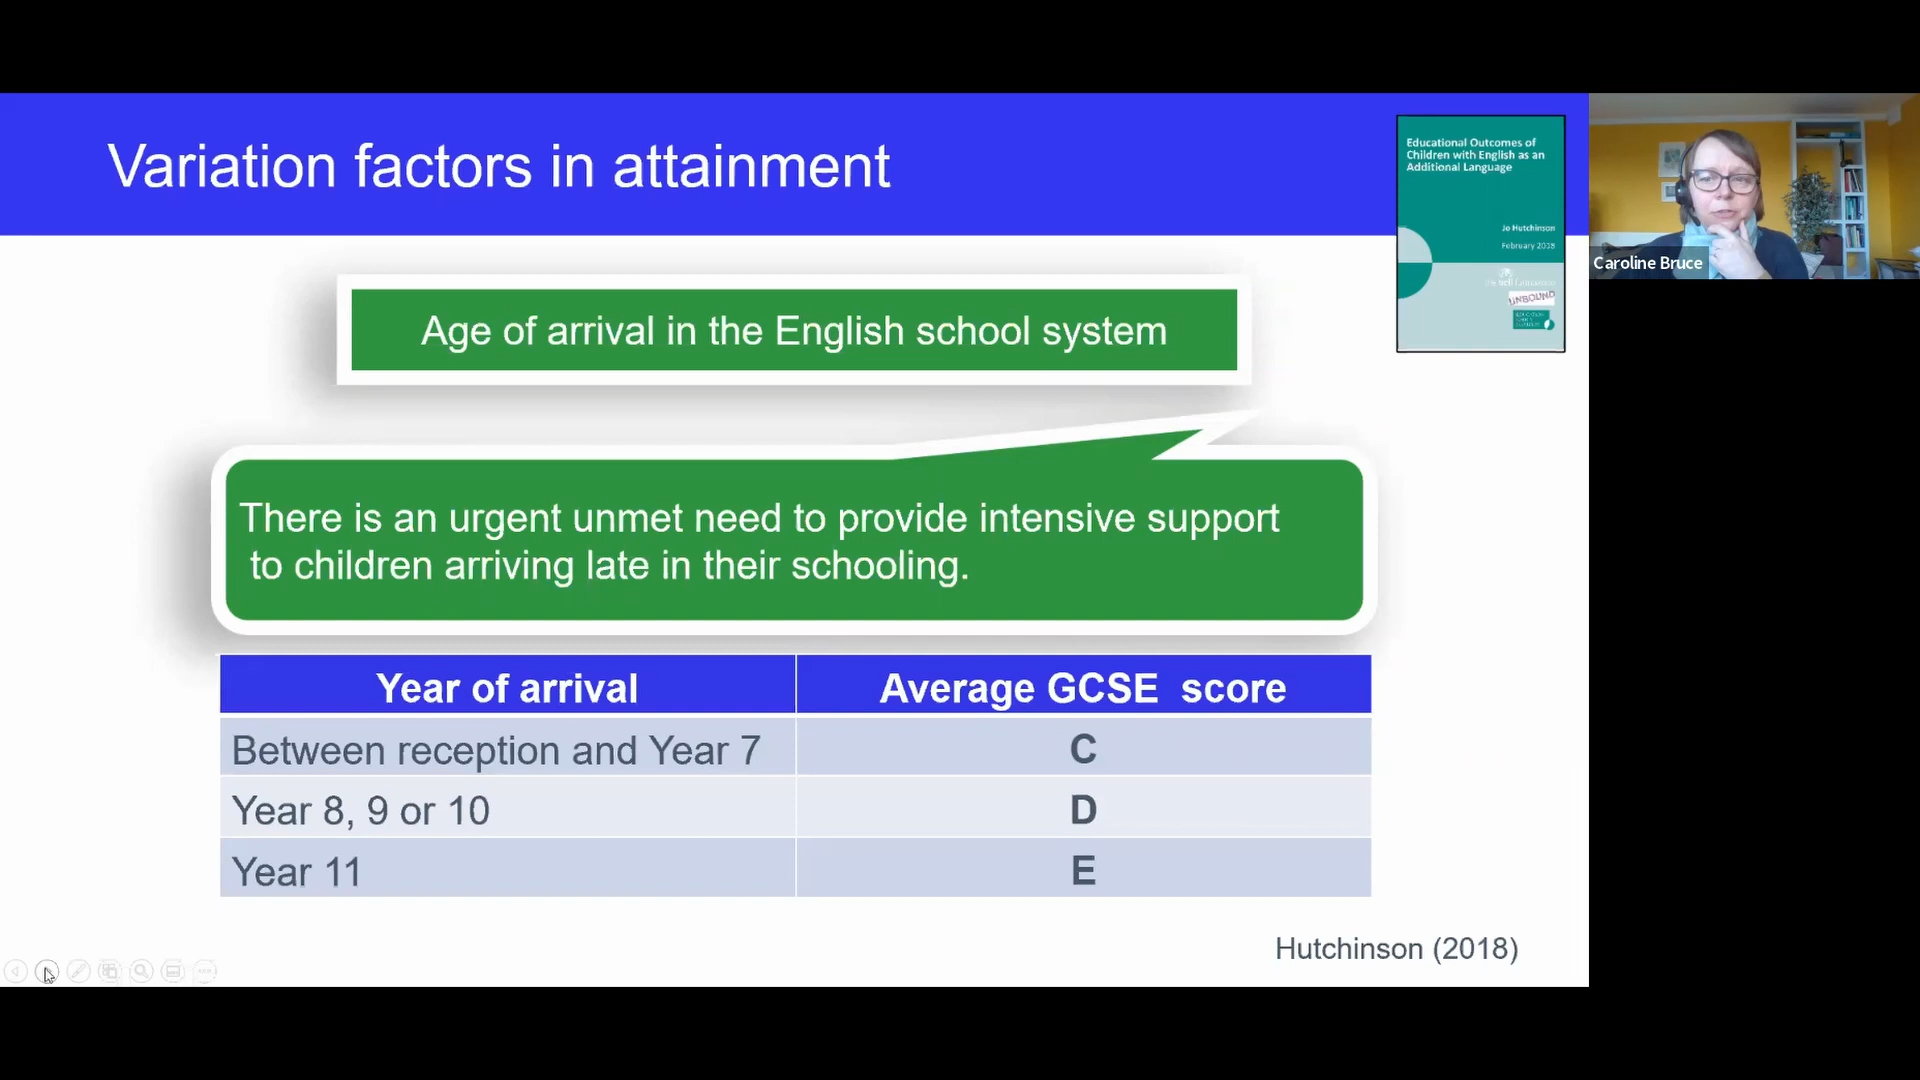 Variation factors in attainment
Educational Outcomes of
Children with English as an
Additional Language
Jo Hutchinson
February 2018
UNBOUND
Caroline Bruce
Age of arrival in the English school system
There is an urgent unmet need to provide intensive support
to children arriving late in their schooling.
Year of arrival
Average GCSE score
Between reception and Year 7
C
Year 8, 9 or 10
D
Year 11
E
Hutchinson (2018)